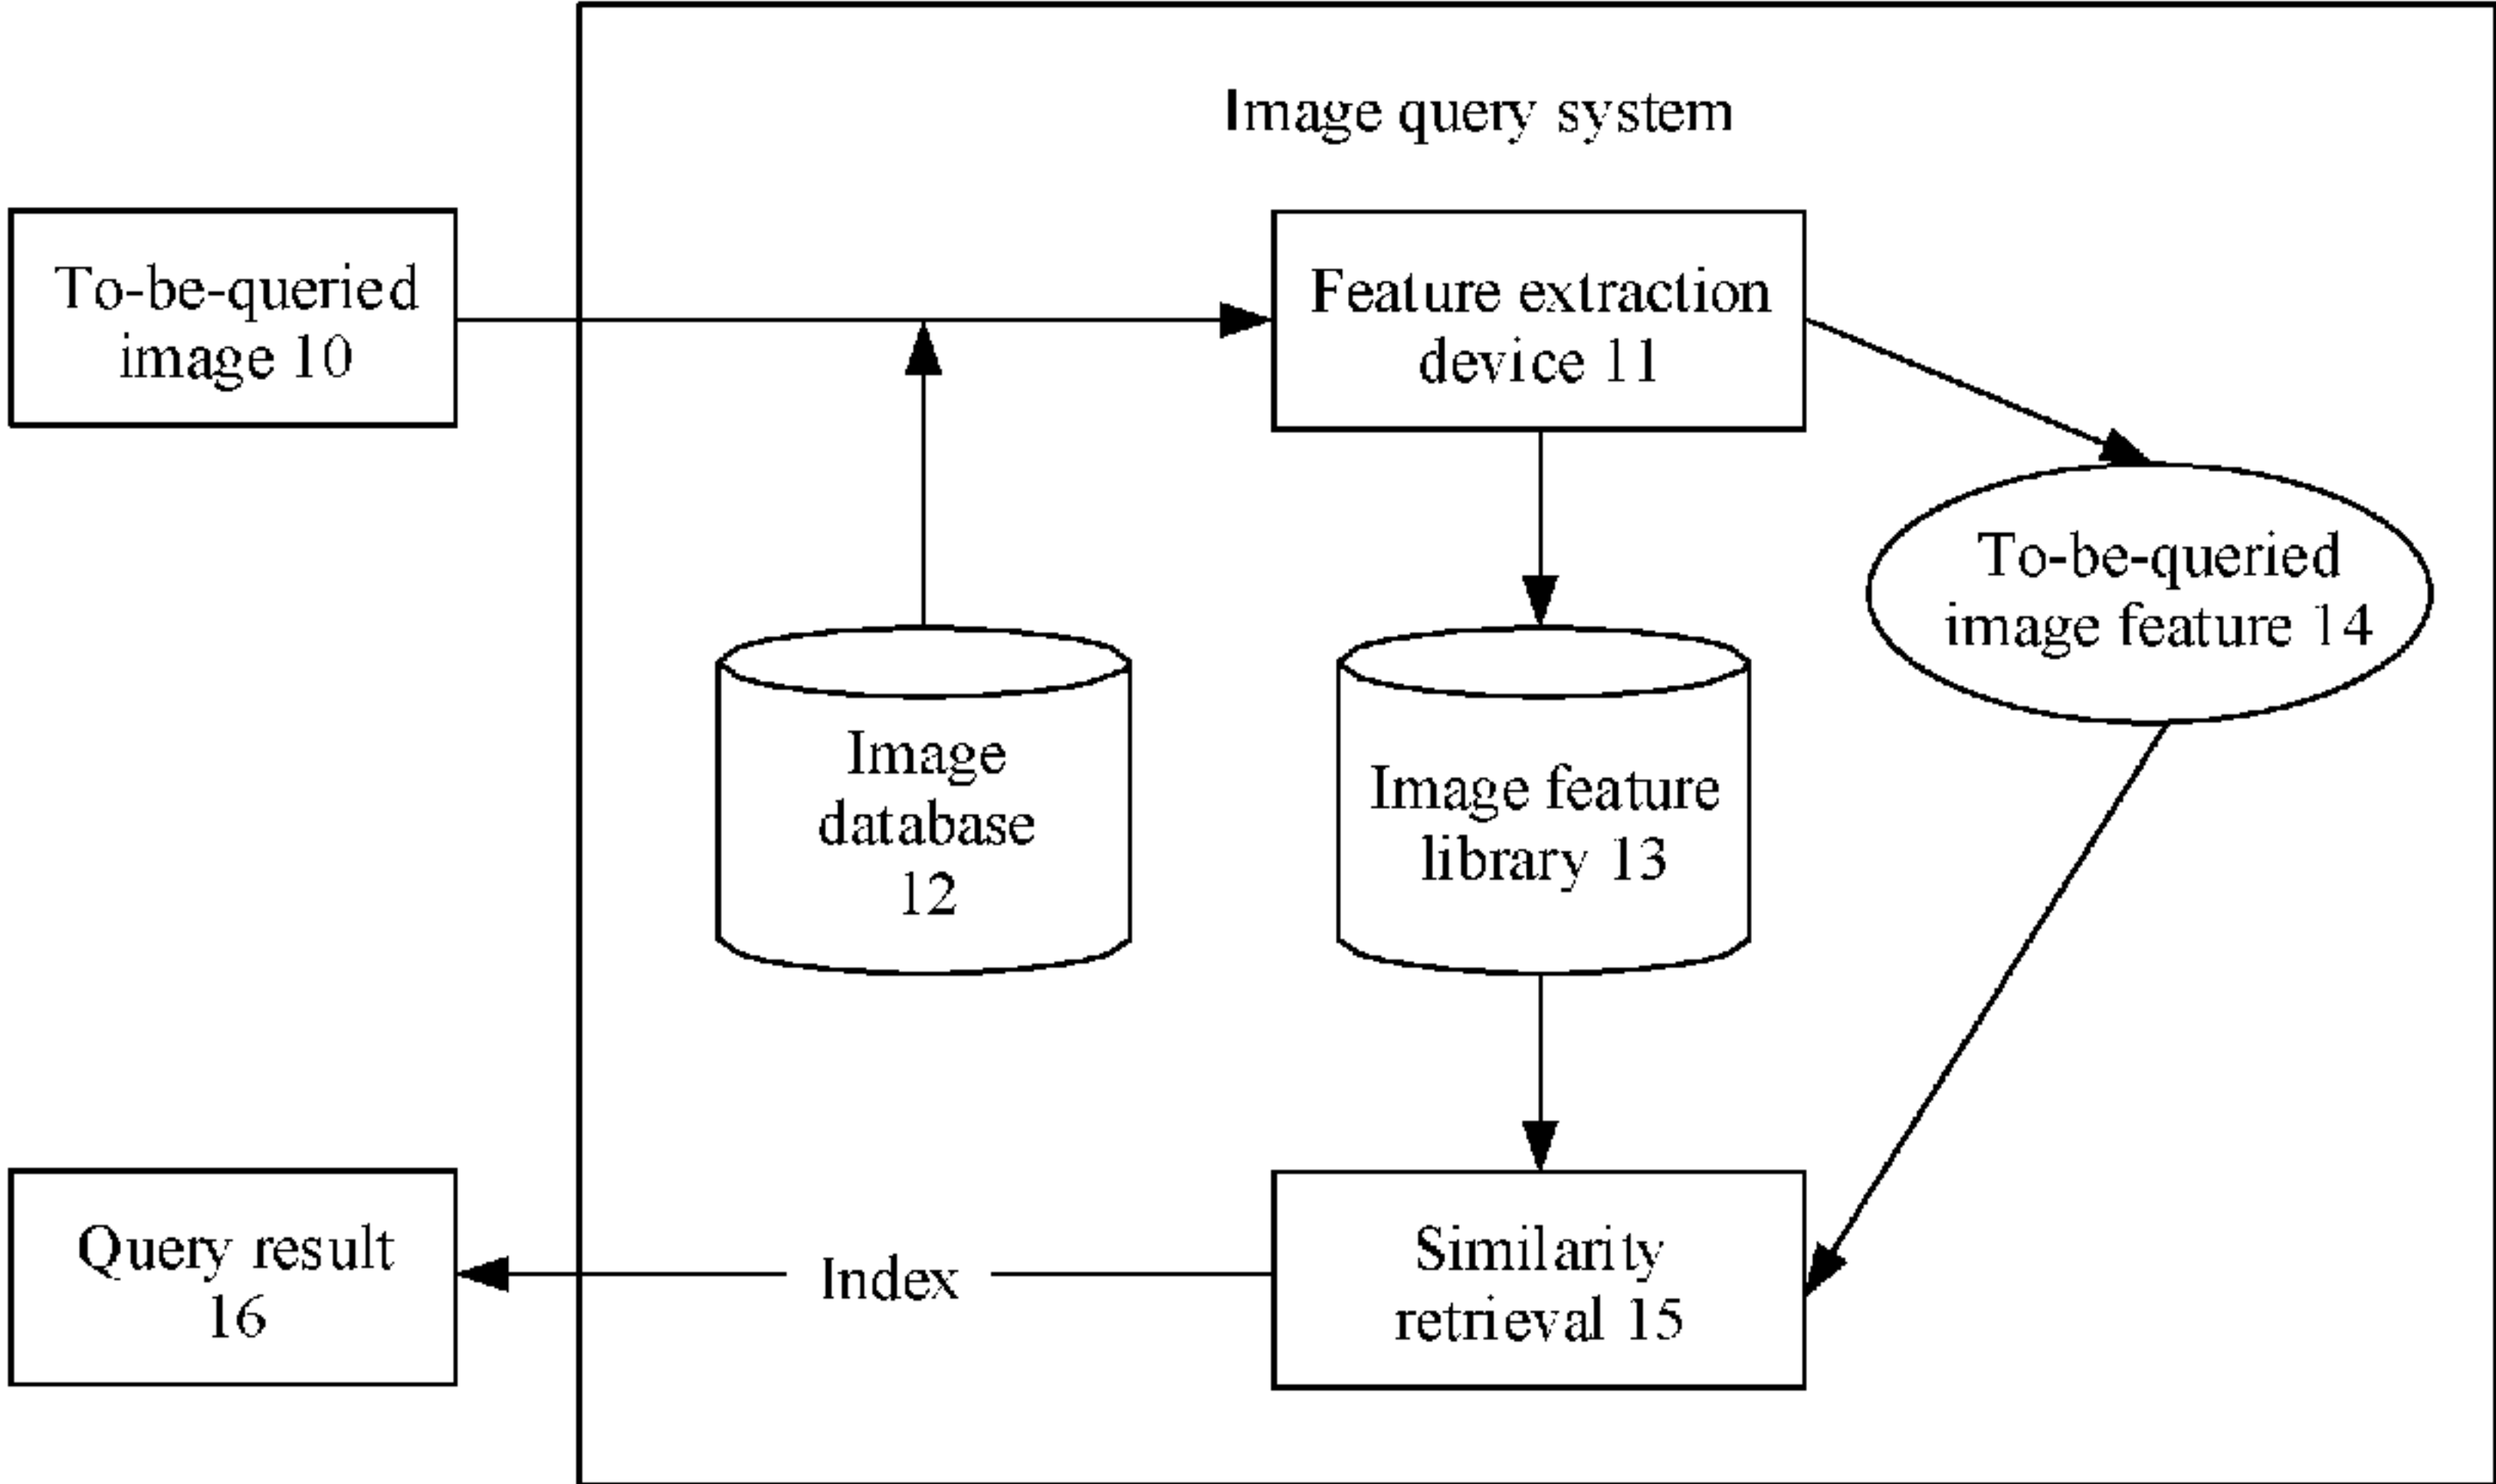 Image query system
To-be-queried
image 10
Feature extraction
device 11
To-be-queried
image feature 14
Image
database
12
Image feature
library 13
Query result
16
Index
Similarity
retrieval 15